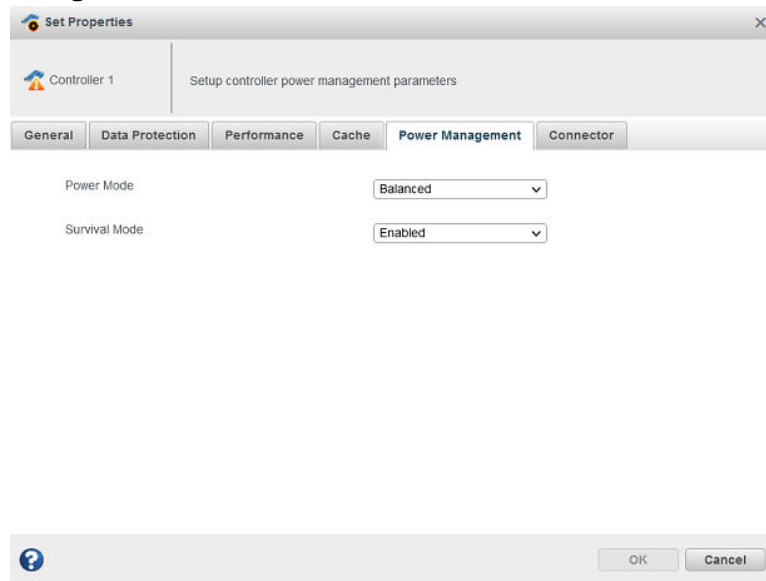 Set Properties
Controller 1
Setup controller power management parameters
General Data Protection Performance Cache Power Management Connector
Power Mode Balanced
Survival Mode Enabled
OK Cancel